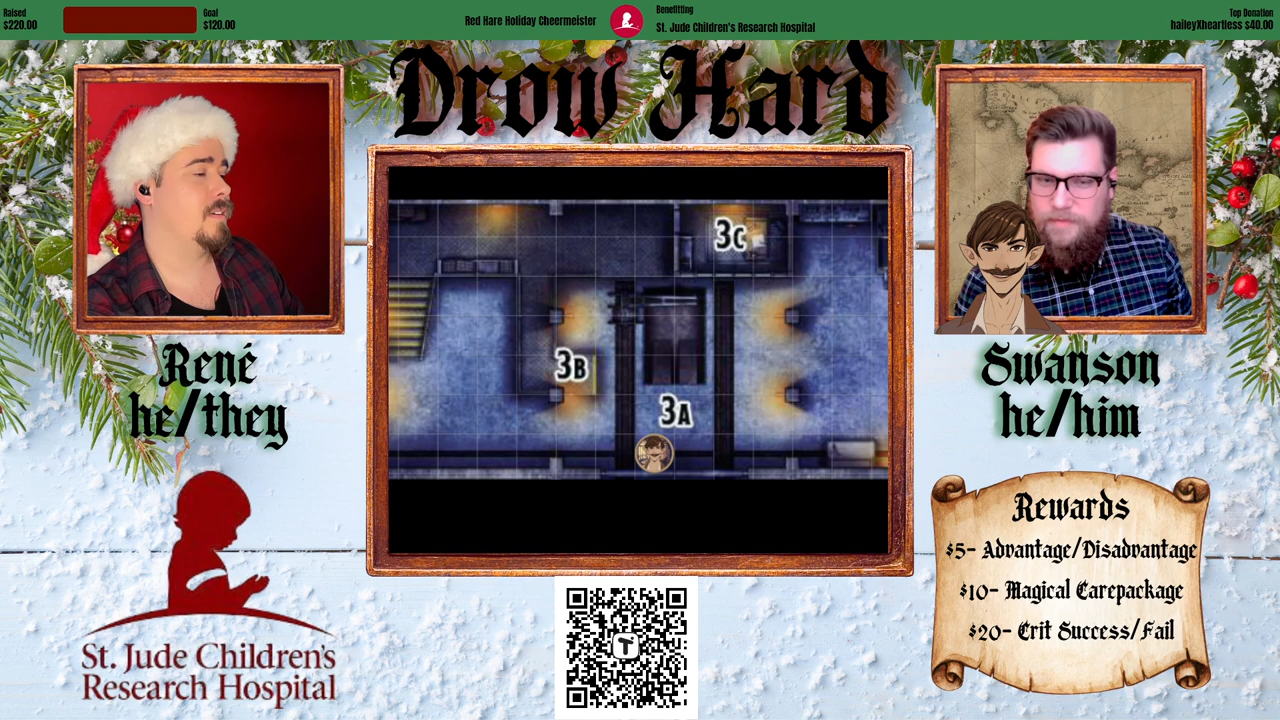 Raised
$220.00
Goal
$120.00
Red Hare Holiday Cheermeister
Benefitting
St. Jude Children's Research Hospital
Top Donation
haileyXheartless $40.00
Drow Hard
3C
3B
3A
René
he/they
Swanson
he/him
St. Jude Children's
Research Hospital
T
Rewards
$5- Advantage/Disadvantage
$10- Magical Carepackage
$20- Crit Success/Fail